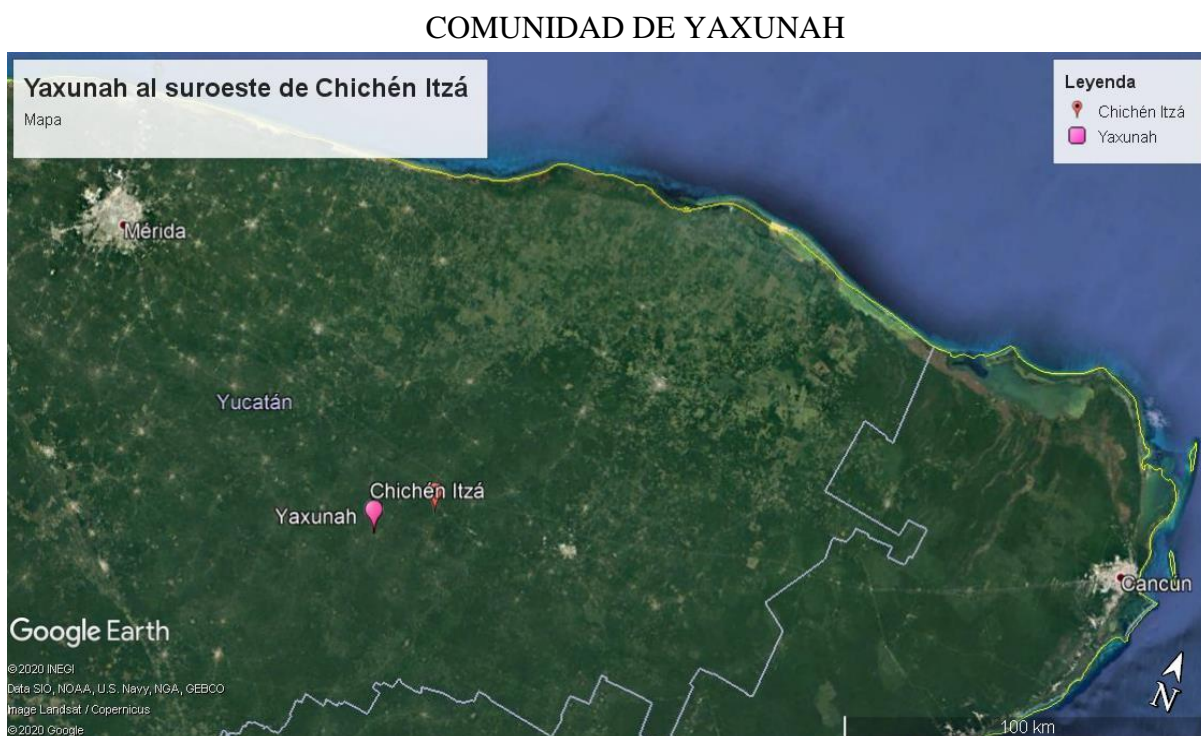 COMUNIDAD DE YAXUNAH
Yaxunah al suroeste de Chichén Itzá
Mapa
Leyenda
Chichén Itzá
Yaxunah
Mérida
Yucatán
Chichén Itzá
Yaxunah
Cancún
Google Earth
©2020 INEGI
Data SIO, NOAA, U.S. Navy, NGA, GEBCO
Image Landsat / Copernicus
©2020 Google
100 km
N